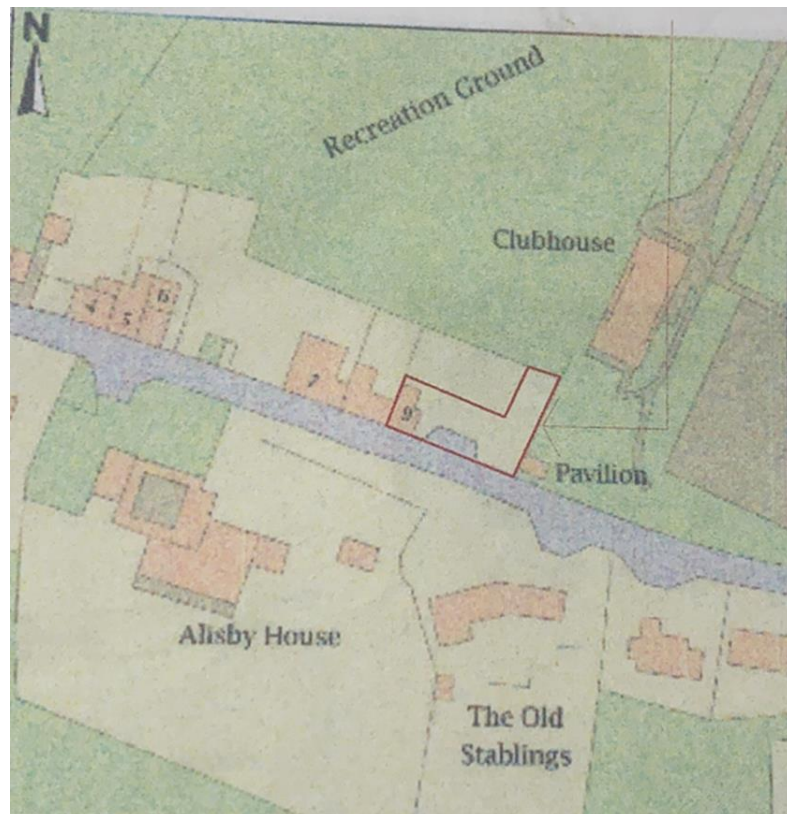 N
Recreation Ground
Clubhouse
6
4
5
7
9
Pavilion
Alisby House
The Old
Stablings